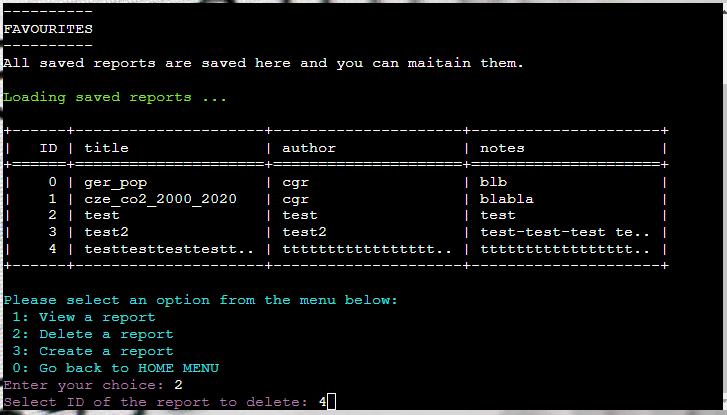 ----------
FAVOURITES
----------
All saved reports are saved here and you can maitain them.
Loading saved reports ...
+------+----------------------+----------------------+----------------------+
|   ID | title                | author               | notes                |
+======+======================+======================+======================+
|    0 | ger_pop              | cgr                  | blb                  |
|    1 | cze_co2_2000_2020    | cgr                  | blabla               |
|    2 | test                 | test                 | test                 |
|    3 | test2                | test2                | test-test-test te.. |
|    4 | testtesttesttestt.. | tttttttttttttttttt.. | tttttttttttttttttt.. |
+------+----------------------+----------------------+----------------------+
Please select an option from the menu below:
1: View a report
2: Delete a report
3: Create a report
0: Go back to HOME MENU
Enter your choice: 2
Select ID of the report to delete: 4